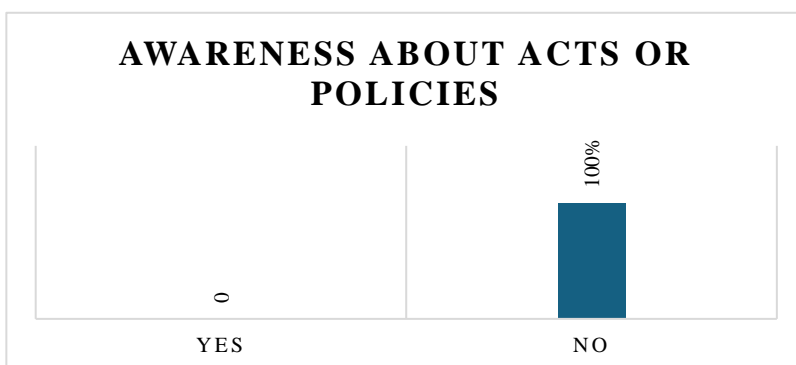 AWARENESS ABOUT ACTS OR
POLICIES
0
100%
YES
NO